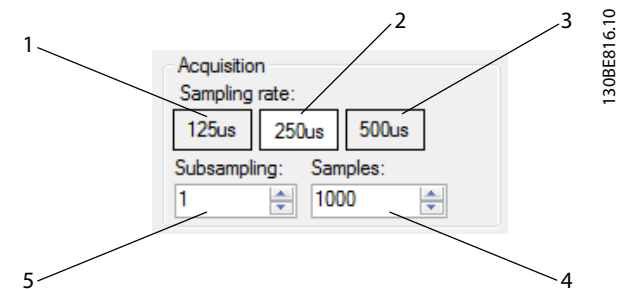 1
2
3
130BE816.10
Acquisition
Sampling rate:
125us 250us 500us
Subsampling: Samples:
1 1000
5
4